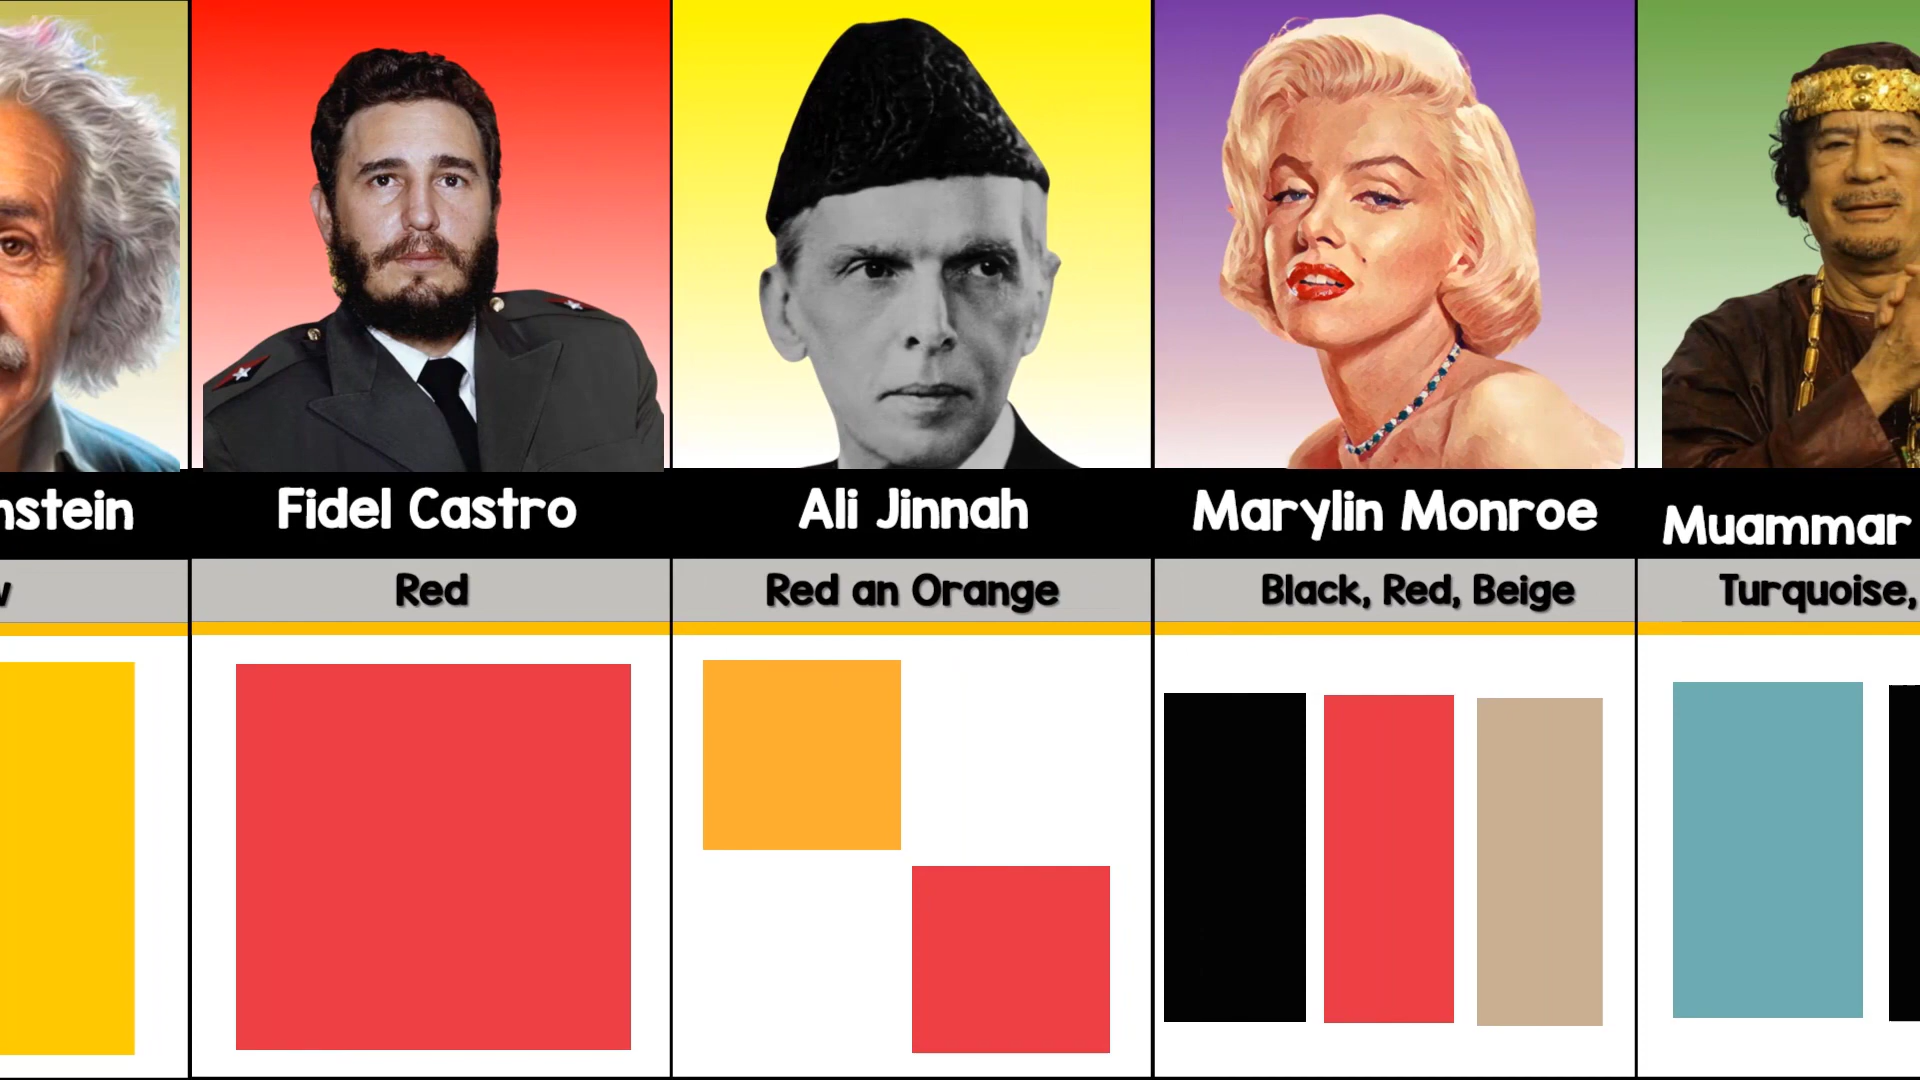 nstein
Fidel Castro
Ali Jinnah
Marylin Monroe
Muammar
w
Red
Red an Orange
Black, Red, Beige
Turquoise,